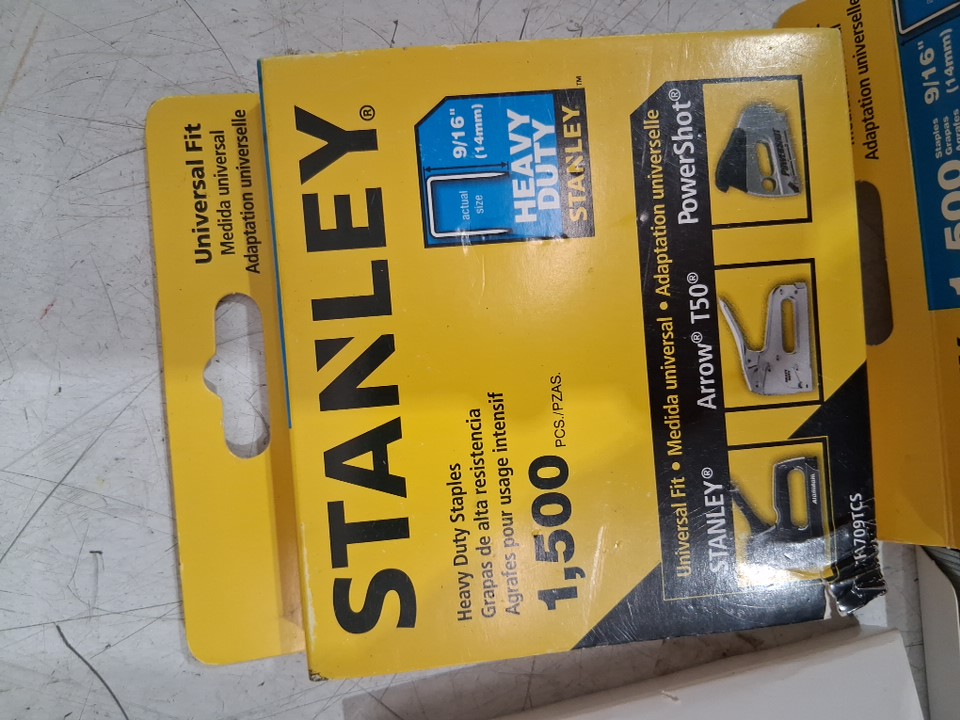 Universal Fit
Medida universal
Adaptation universelle
STANLEY®
9/16"
(14mm)
actual
size
HEAVY
DUTY
STANLEY™
Heavy Duty Staples
Grapas de alta resistencia
Agrafes pour usage intensif
1,500 PCS./PZAS.
Universal Fit • Medida universal • Adaptation universelle
STANLEY® Arrow® T50® PowerShot®
TA709TCS
Adaptation universelle
1,500
Staples
Grapas
Agrafes
9/16"
(14mm)